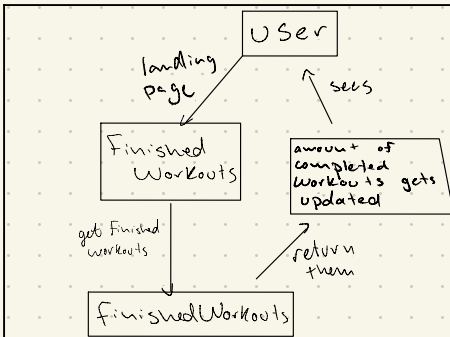 user
landing
page
sees
Finished
Workouts
amount of
completed
workouts gets
updated
get Finished
workouts
return
them
FinishedWorkouts